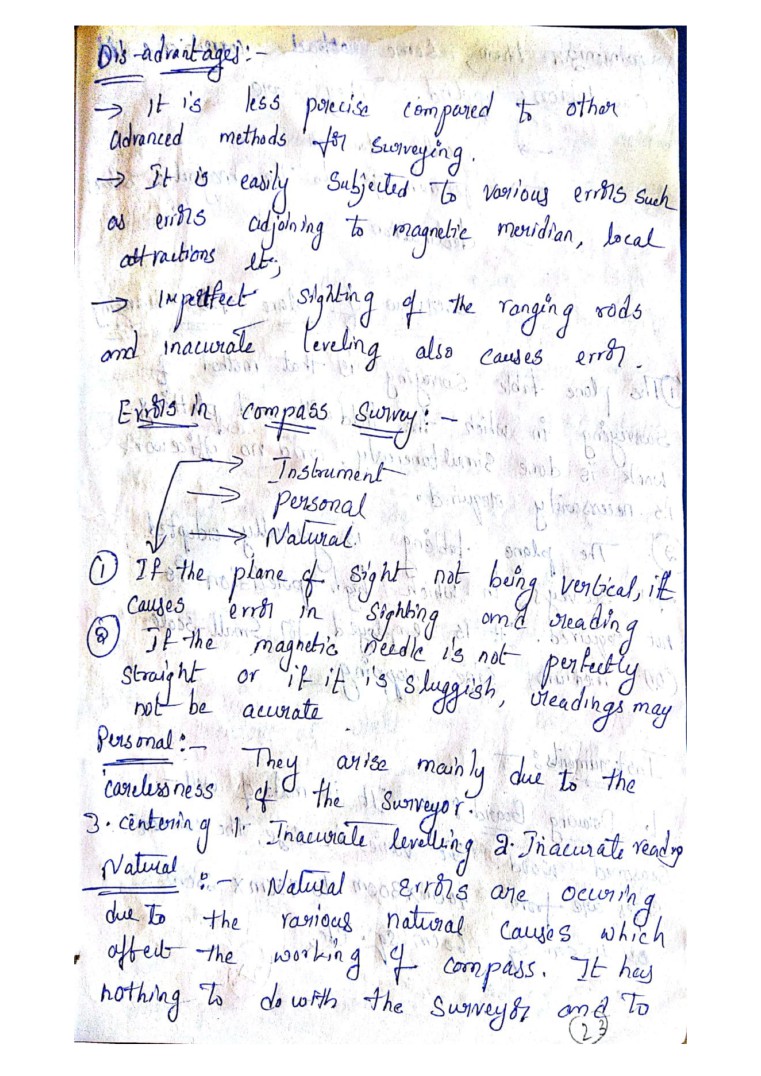 Dis-advantages:-
→ It is less precise compared to other
advanced methods for surveying.
→ It is easily subjected to various errors such
as errors adjoining to magnetic meridian, local
attractions etc;
→ Imperfect sighting of the ranging rods
and inacurate leveling also causes error.
Errors in compass Survey:-
→ Instrument
→ personal
→ Natural.
① If the plane of sight not being vertical, it
causes error in sighting and reading
② If the magnetic needle is not perfectly
straight or if it is sluggish, readings may
not be acurate
Personal:- They arise mainly due to the
carelessness of the surveyor.
3. centering 1. Inacurate levelling 2. Inacurate readng
Natural :- Natural errors are ocuring
due to the various natural causes which
affect the working of compass. It has
nothing to do with the surveyor and to
23